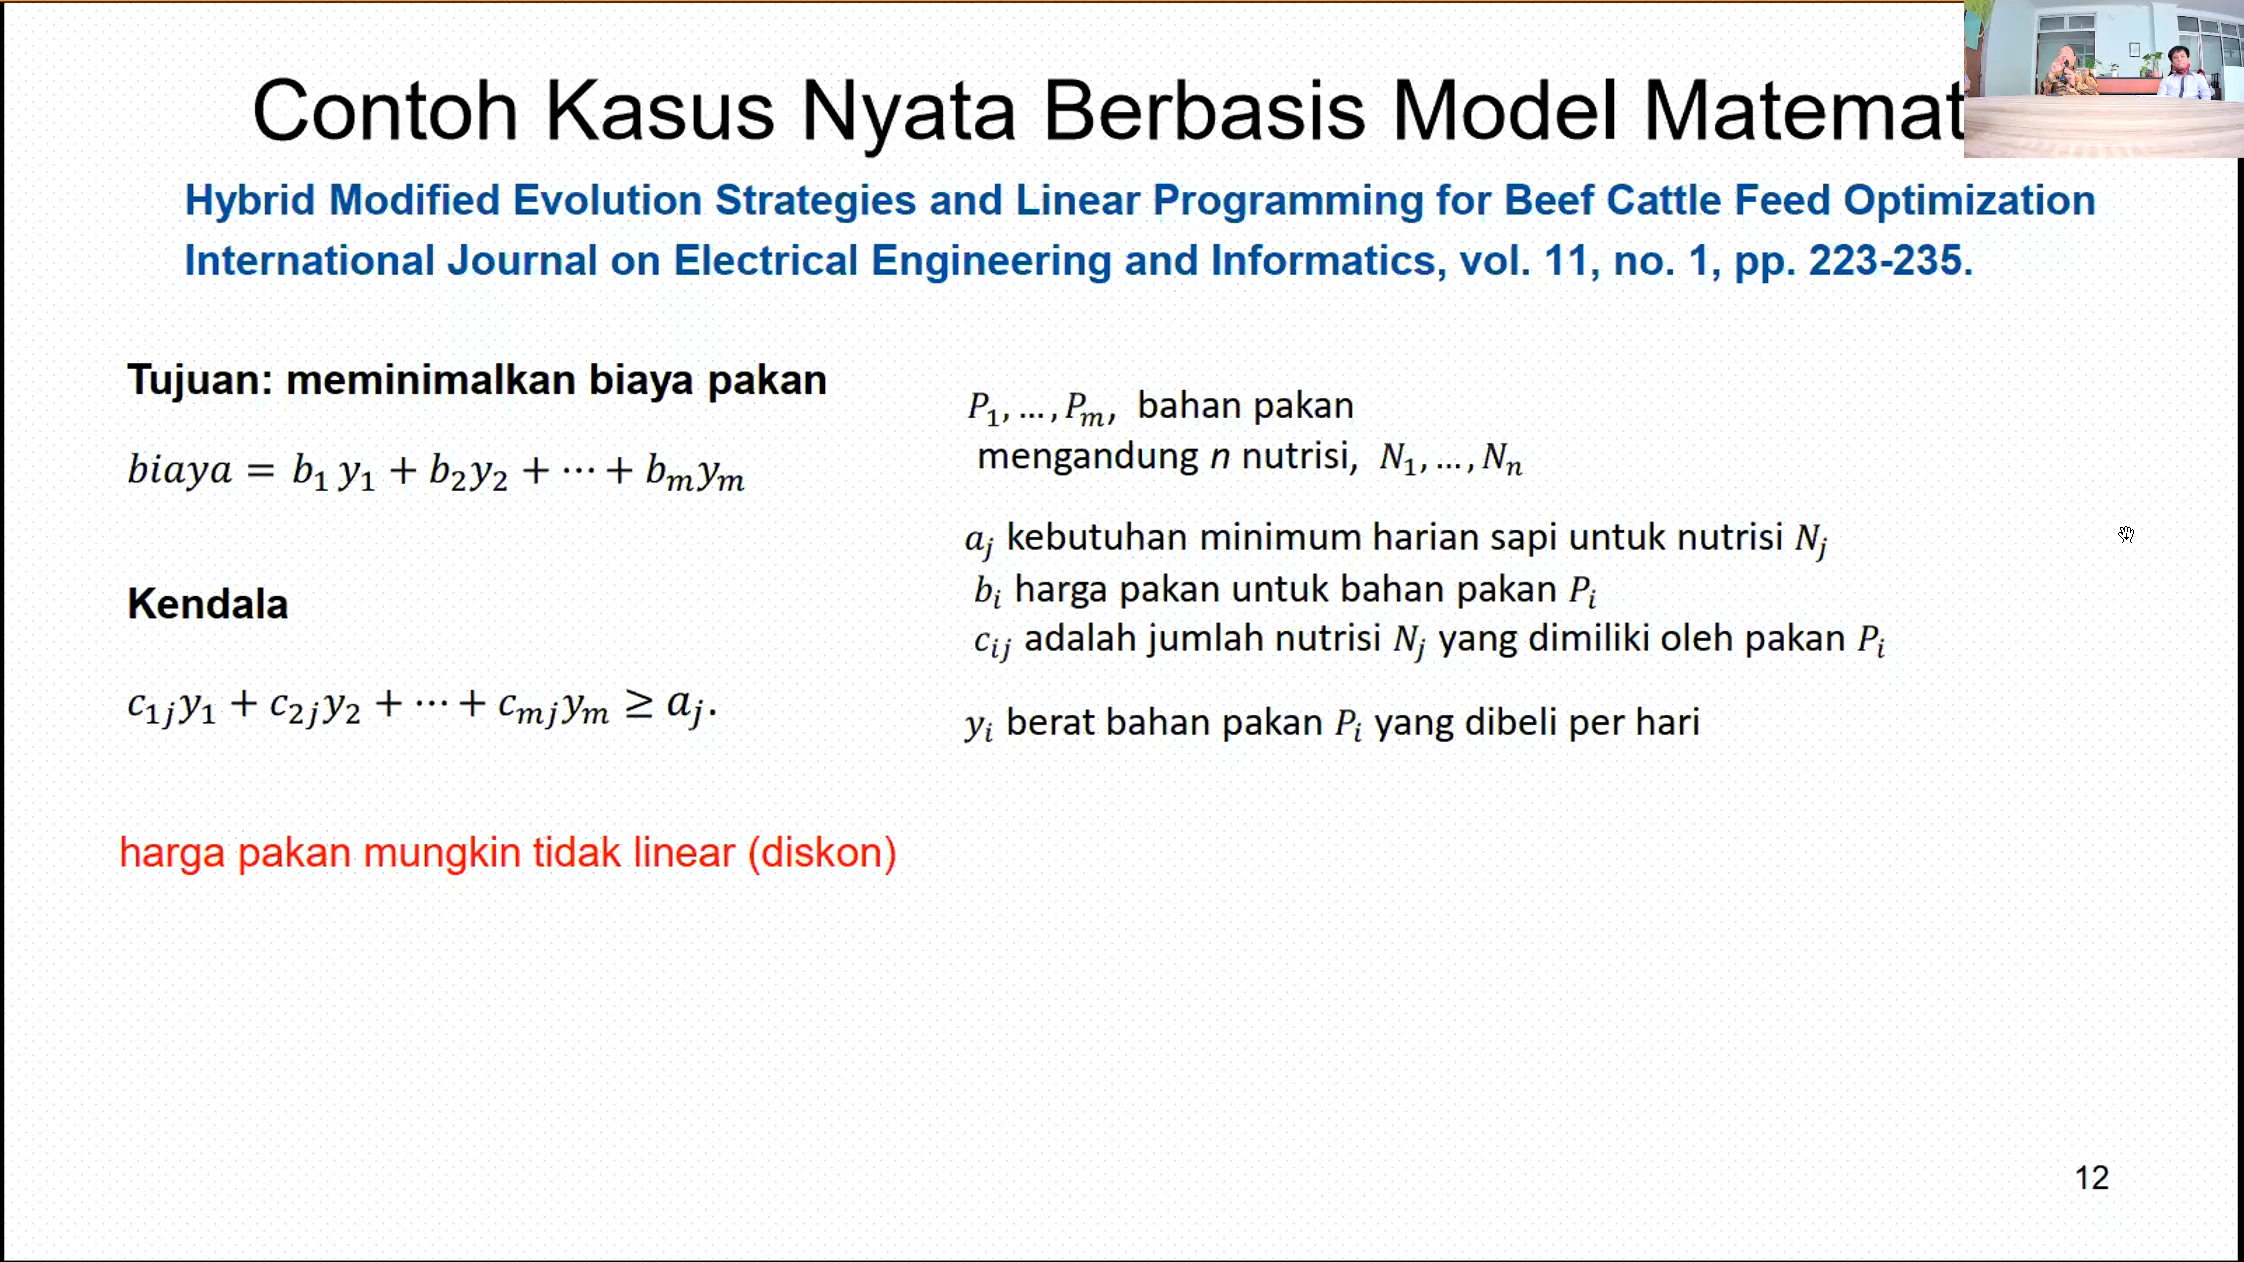 Contoh Kasus Nyata Berbasis Model Matemat
Hybrid Modified Evolution Strategies and Linear Programming for Beef Cattle Feed Optimization
International Journal on Electrical Engineering and Informatics, vol. 11, no. 1, pp. 223-235.
Tujuan: meminimalkan biaya pakan
biaya = b₁ y₁ + b₂y₂ + ⋯ + bₘyₘ
Kendala
c₁ⱼy₁ + c₂ⱼy₂ + ⋯ + cₘⱼyₘ ≥ aⱼ.
harga pakan mungkin tidak linear (diskon)
P₁, … , Pₘ, bahan pakan
mengandung n nutrisi, N₁, … , Nₙ
aⱼ kebutuhan minimum harian sapi untuk nutrisi Nⱼ
bᵢ harga pakan untuk bahan pakan Pᵢ
cᵢⱼ adalah jumlah nutrisi Nⱼ yang dimiliki oleh pakan Pᵢ
yᵢ berat bahan pakan Pᵢ yang dibeli per hari
12